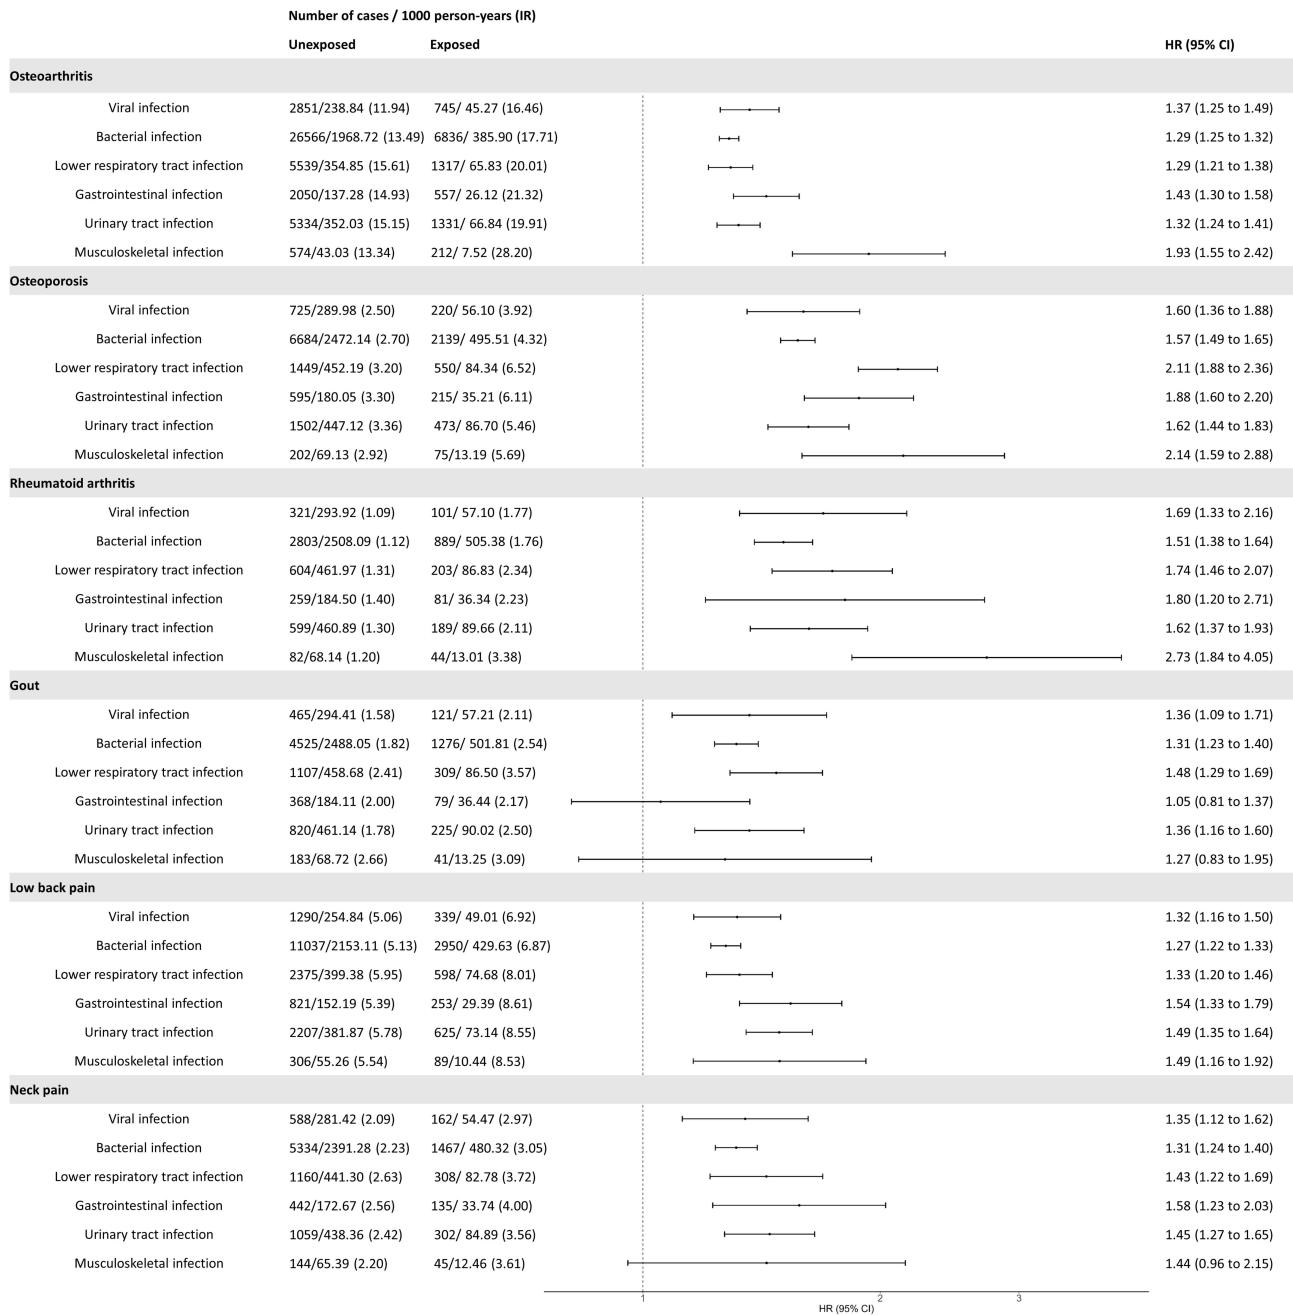 Number of cases / 1000 person-years (IR)
Unexposed Exposed HR (95% CI)
Osteoarthritis
Viral infection 2851/238.84 (11.94) 745/ 45.27 (16.46) 1.37 (1.25 to 1.49)
Bacterial infection 26566/1968.72 (13.49) 6836/ 385.90 (17.71) 1.29 (1.25 to 1.32)
Lower respiratory tract infection 5539/354.85 (15.61) 1317/ 65.83 (20.01) 1.29 (1.21 to 1.38)
Gastrointestinal infection 2050/137.28 (14.93) 557/ 26.12 (21.32) 1.43 (1.30 to 1.58)
Urinary tract infection 5334/352.03 (15.15) 1331/ 66.84 (19.91) 1.32 (1.24 to 1.41)
Musculoskeletal infection 574/43.03 (13.34) 212/ 7.52 (28.20) 1.93 (1.55 to 2.42)
Osteoporosis
Viral infection 725/289.98 (2.50) 220/ 56.10 (3.92) 1.60 (1.36 to 1.88)
Bacterial infection 6684/2472.14 (2.70) 2139/ 495.51 (4.32) 1.57 (1.49 to 1.65)
Lower respiratory tract infection 1449/452.19 (3.20) 550/ 84.34 (6.52) 2.11 (1.88 to 2.36)
Gastrointestinal infection 595/180.05 (3.30) 215/ 35.21 (6.11) 1.88 (1.60 to 2.20)
Urinary tract infection 1502/447.12 (3.36) 473/ 86.70 (5.46) 1.62 (1.44 to 1.83)
Musculoskeletal infection 202/69.13 (2.92) 75/13.19 (5.69) 2.14 (1.59 to 2.88)
Rheumatoid arthritis
Viral infection 321/293.92 (1.09) 101/ 57.10 (1.77) 1.69 (1.33 to 2.16)
Bacterial infection 2803/2508.09 (1.12) 889/ 505.38 (1.76) 1.51 (1.38 to 1.64)
Lower respiratory tract infection 604/461.97 (1.31) 203/ 86.83 (2.34) 1.74 (1.46 to 2.07)
Gastrointestinal infection 259/184.50 (1.40) 81/ 36.34 (2.23) 1.80 (1.20 to 2.71)
Urinary tract infection 599/460.89 (1.30) 189/ 89.66 (2.11) 1.62 (1.37 to 1.93)
Musculoskeletal infection 82/68.14 (1.20) 44/13.01 (3.38) 2.73 (1.84 to 4.05)
Gout
Viral infection 465/294.41 (1.58) 121/ 57.21 (2.11) 1.36 (1.09 to 1.71)
Bacterial infection 4525/2488.05 (1.82) 1276/ 501.81 (2.54) 1.31 (1.23 to 1.40)
Lower respiratory tract infection 1107/458.68 (2.41) 309/ 86.50 (3.57) 1.48 (1.29 to 1.69)
Gastrointestinal infection 368/184.11 (2.00) 79/ 36.44 (2.17) 1.05 (0.81 to 1.37)
Urinary tract infection 820/461.14 (1.78) 225/ 90.02 (2.50) 1.36 (1.16 to 1.60)
Musculoskeletal infection 183/68.72 (2.66) 41/13.25 (3.09) 1.27 (0.83 to 1.95)
Low back pain
Viral infection 1290/254.84 (5.06) 339/ 49.01 (6.92) 1.32 (1.16 to 1.50)
Bacterial infection 11037/2153.11 (5.13) 2950/ 429.63 (6.87) 1.27 (1.22 to 1.33)
Lower respiratory tract infection 2375/399.38 (5.95) 598/ 74.68 (8.01) 1.33 (1.20 to 1.46)
Gastrointestinal infection 821/152.19 (5.39) 253/ 29.39 (8.61) 1.54 (1.33 to 1.79)
Urinary tract infection 2207/381.87 (5.78) 625/ 73.14 (8.55) 1.49 (1.35 to 1.64)
Musculoskeletal infection 306/55.26 (5.54) 89/10.44 (8.53) 1.49 (1.16 to 1.92)
Neck pain
Viral infection 588/281.42 (2.09) 162/ 54.47 (2.97) 1.35 (1.12 to 1.62)
Bacterial infection 5334/2391.28 (2.23) 1467/ 480.32 (3.05) 1.31 (1.24 to 1.40)
Lower respiratory tract infection 1160/441.30 (2.63) 308/ 82.78 (3.72) 1.43 (1.22 to 1.69)
Gastrointestinal infection 442/172.67 (2.56) 135/ 33.74 (4.00) 1.58 (1.23 to 2.03)
Urinary tract infection 1059/438.36 (2.42) 302/ 84.89 (3.56) 1.45 (1.27 to 1.65)
Musculoskeletal infection 144/65.39 (2.20) 45/12.46 (3.61) 1.44 (0.96 to 2.15)
1 2 3
HR (95% CI)